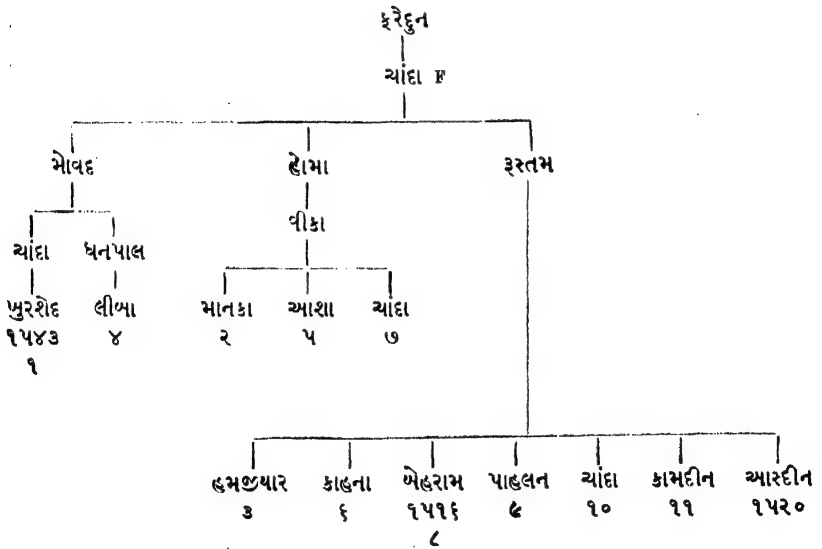 ફરેદુન
ચાંદા F
મોવદ હોમા રૂસ્તમ
વીકા
ચાંદા ધનપાલ
ખુરશેદ લીબા માનકા આશા ચાંદા
૧૫૪૩ ૪ ૨ ૫ ૭
૧
હમજીયાર કાહના બેહરામ પાહલન ચાંદા કામદીન આરદીન
૩ ૬ ૧૫૧૬ ૯ ૧૦ ૧૧ ૧૫૨૦
૮